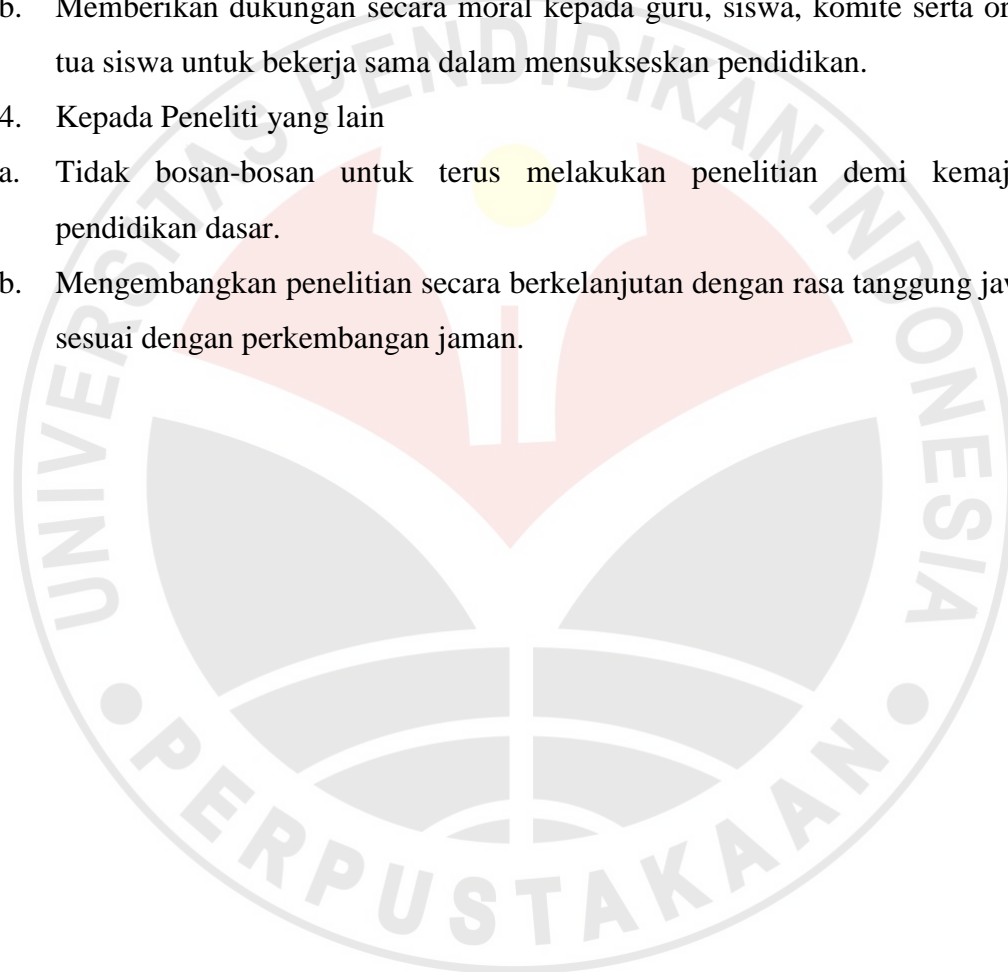 b. Memberikan dukungan secara moral kepada guru, siswa, komite serta
tua siswa untuk bekerja sama dalam mensukseskan pendidikan.
4. Kepada Peneliti yang lain
a. Tidak bosan-bosan untuk terus melakukan penelitian demi
pendidikan dasar.
b. Mengembangkan penelitian secara berkelanjutan dengan rasa tanggung
sesuai dengan perkembangan jaman.
UNIVERSITAS PENDIDIKAN INDONESIA
PERPUSTAKAAN